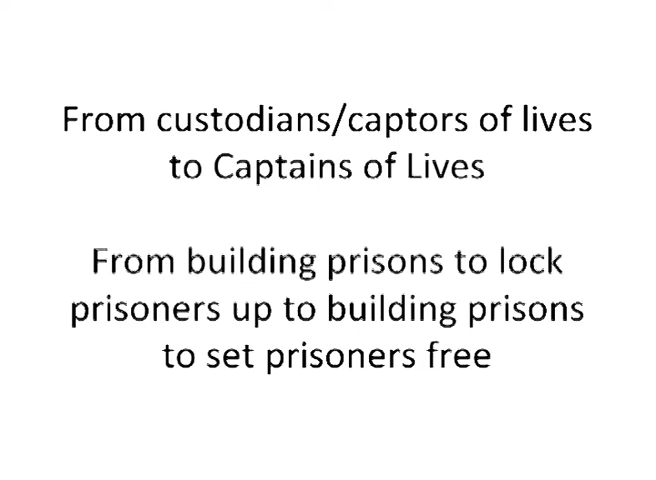 From custodians/captors of lives
to Captains of Lives
From building prisons to lock
prisoners up to building prisons
to set prisoners free